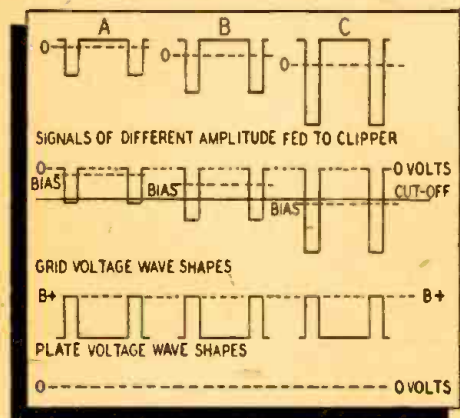 A B C
0 0 0
SIGNALS OF DIFFERENT AMPLITUDE FED TO CLIPPER
0 0 VOLTS
BIAS BIAS BIAS CUT-OFF
GRID VOLTAGE WAVE SHAPES
B+ B+
PLATE VOLTAGE WAVE SHAPES
0 0 VOLTS